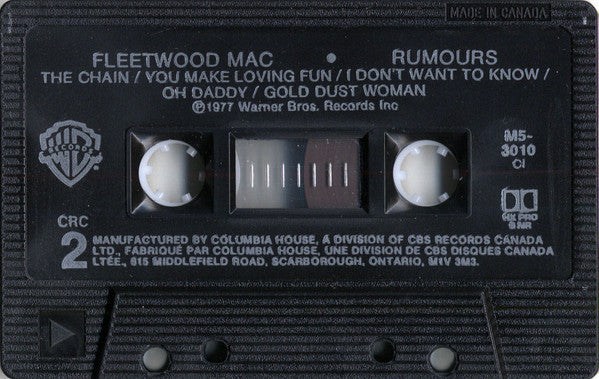 MADE IN CANADA
FLEETWOOD MAC • RUMOURS
THE CHAIN / YOU MAKE LOVING FUN / I DON'T WANT TO KNOW /
OH DADDY / GOLD DUST WOMAN
℗1977 Warner Bros. Records Inc
RECORDS
M5-
3010
CI
CRC
2
HX PRO
B NR
MANUFACTURED BY COLUMBIA HOUSE, A DIVISION OF CBS RECORDS CANADA
LTD., FABRIQUÉ PAR COLUMBIA HOUSE, UNE DIVISION DE CBS DISQUES CANADA
LTÉE, 815 MIDDLEFIELD ROAD, SCARBOROUGH, ONTARIO, M1V 3M3.